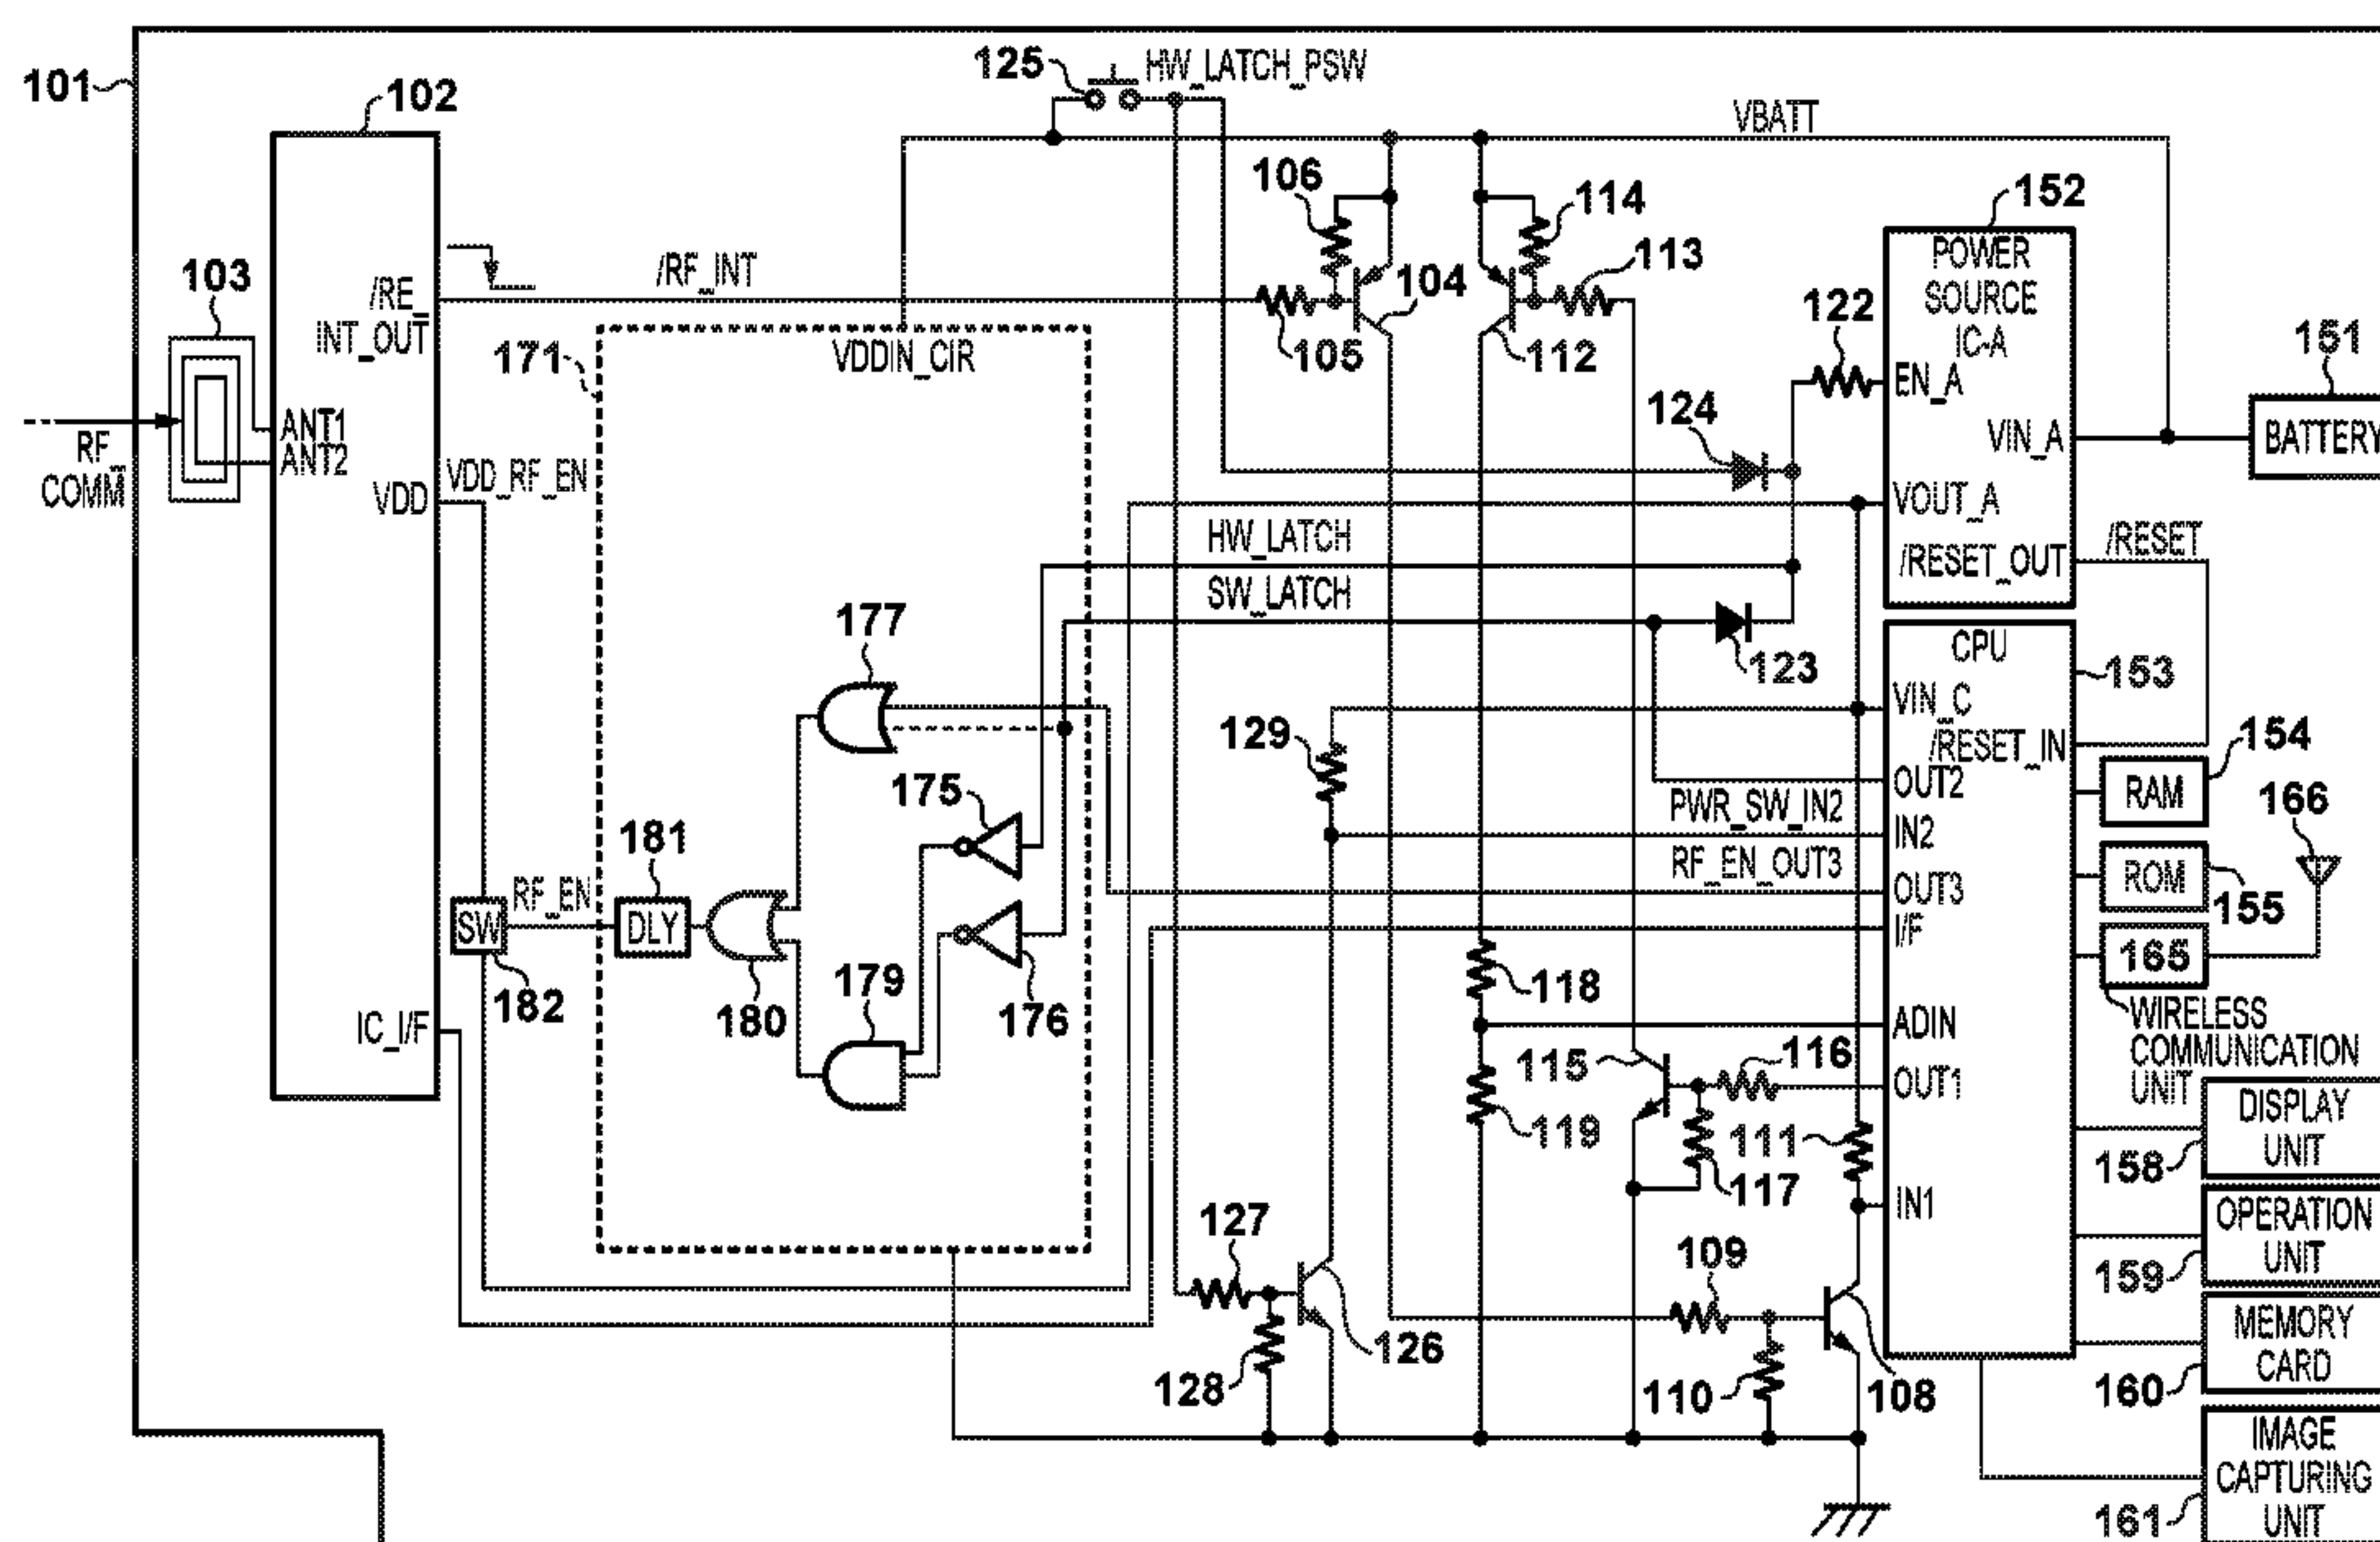 101
102
125
HW_LATCH_PSW
VBATT
106
114
152
103
/RF_INT
113
POWER
SOURCE
IC-A
/RE_
INT_OUT
104
122
171
VDDIN_CIR
105
112
151
EN_A
ANT1
ANT2
RF_
COMM
124
VIN_A
BATTERY
VDD
VDD_RF_EN
VOUT_A
HW_LATCH
/RESET_OUT
/RESET
SW_LATCH
177
123
CPU
153
VIN_C
129
/RESET_IN
154
175
OUT2
RAM
PWR_SW_IN2
IN2
166
181
RF_EN_OUT3
ROM
RF_EN
OUT3
155
SW
DLY
I/F
165
182
179
118
180
176
IC_I/F
ADIN
WIRELESS
COMMUNICATION
UNIT
115
116
OUT1
119
111
DISPLAY
UNIT
158
117
127
IN1
OPERATION
UNIT
109
159
126
MEMORY
CARD
128
110
108
160
IMAGE
CAPTURING
UNIT
161